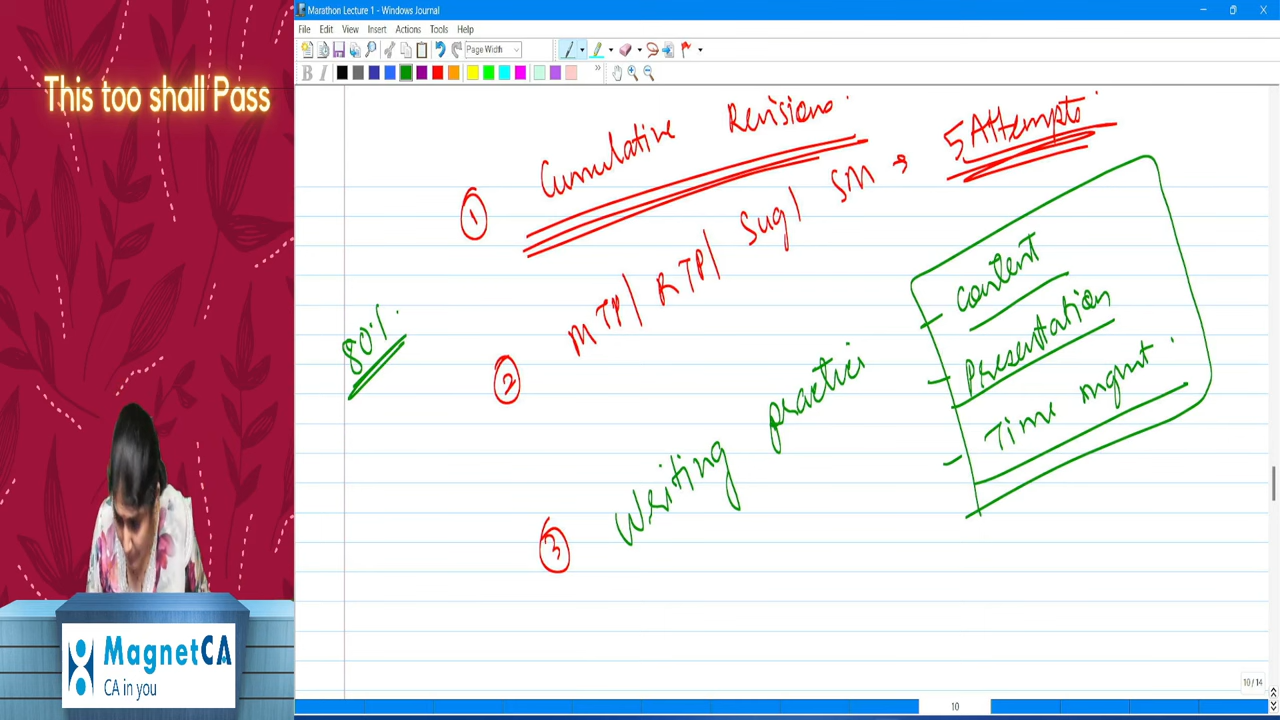 Marathon Lecture 1 - Windows Journal
File Edit View Insert Actions Tools Help
Page Width
B I
This too shall Pass
① Cumulative Revisions.
② MTP/ RTP/ Sug/ SM → 5 Attempts.
80%.
③ Writing practice
content
Presentation
Time mgmt.
MagnetCA
CA in you
10 / 14
10